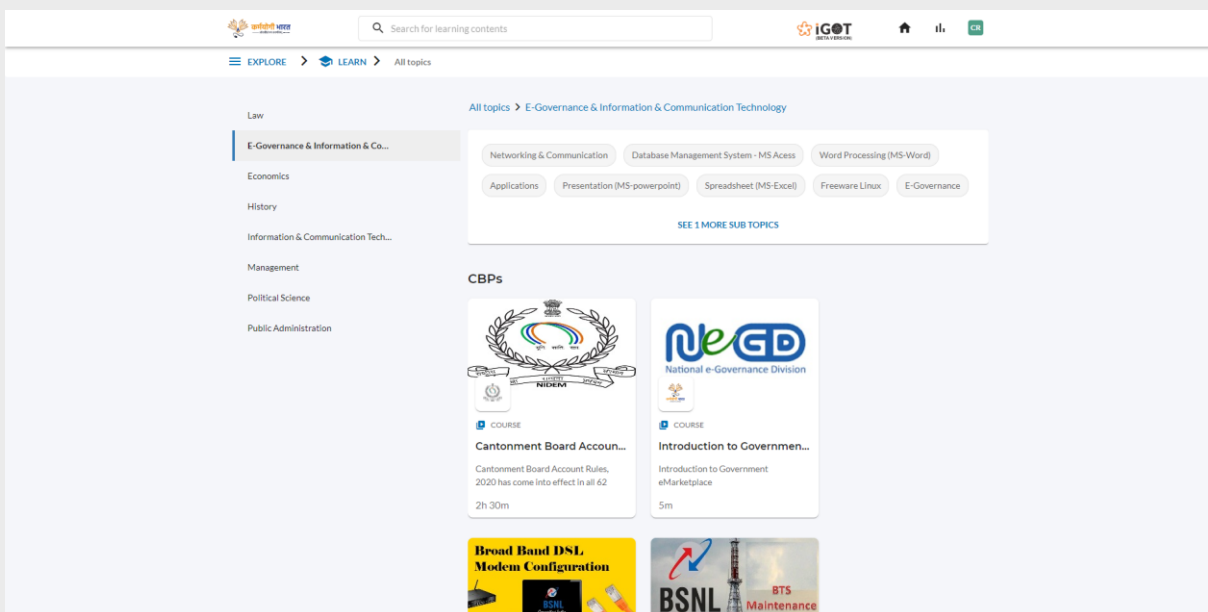 कर्मयोगी भारत
Search for learning contents
iGOT
(BETA VERSION)
CR
EXPLORE > LEARN > All topics
Law
E-Governance & Information & Co...
Economics
History
Information & Communication Tech...
Management
Political Science
Public Administration
All topics > E-Governance & Information & Communication Technology
Networking & Communication Database Management System - MS Acess Word Processing (MS-Word)
Applications Presentation (MS-powerpoint) Spreadsheet (MS-Excel) Freeware Linux E-Governance
SEE 1 MORE SUB TOPICS
CBPs
NIDEM
COURSE
Cantonment Board Accoun...
Cantonment Board Account Rules,
2020 has come into effect in all 62
2h 30m
NeGD
National e-Governance Division
COURSE
Introduction to Governmen...
Introduction to Government
eMarketplace
5m
Broad Band DSL
Modem Configuration
BSNL
BSNL
BTS
Maintenance